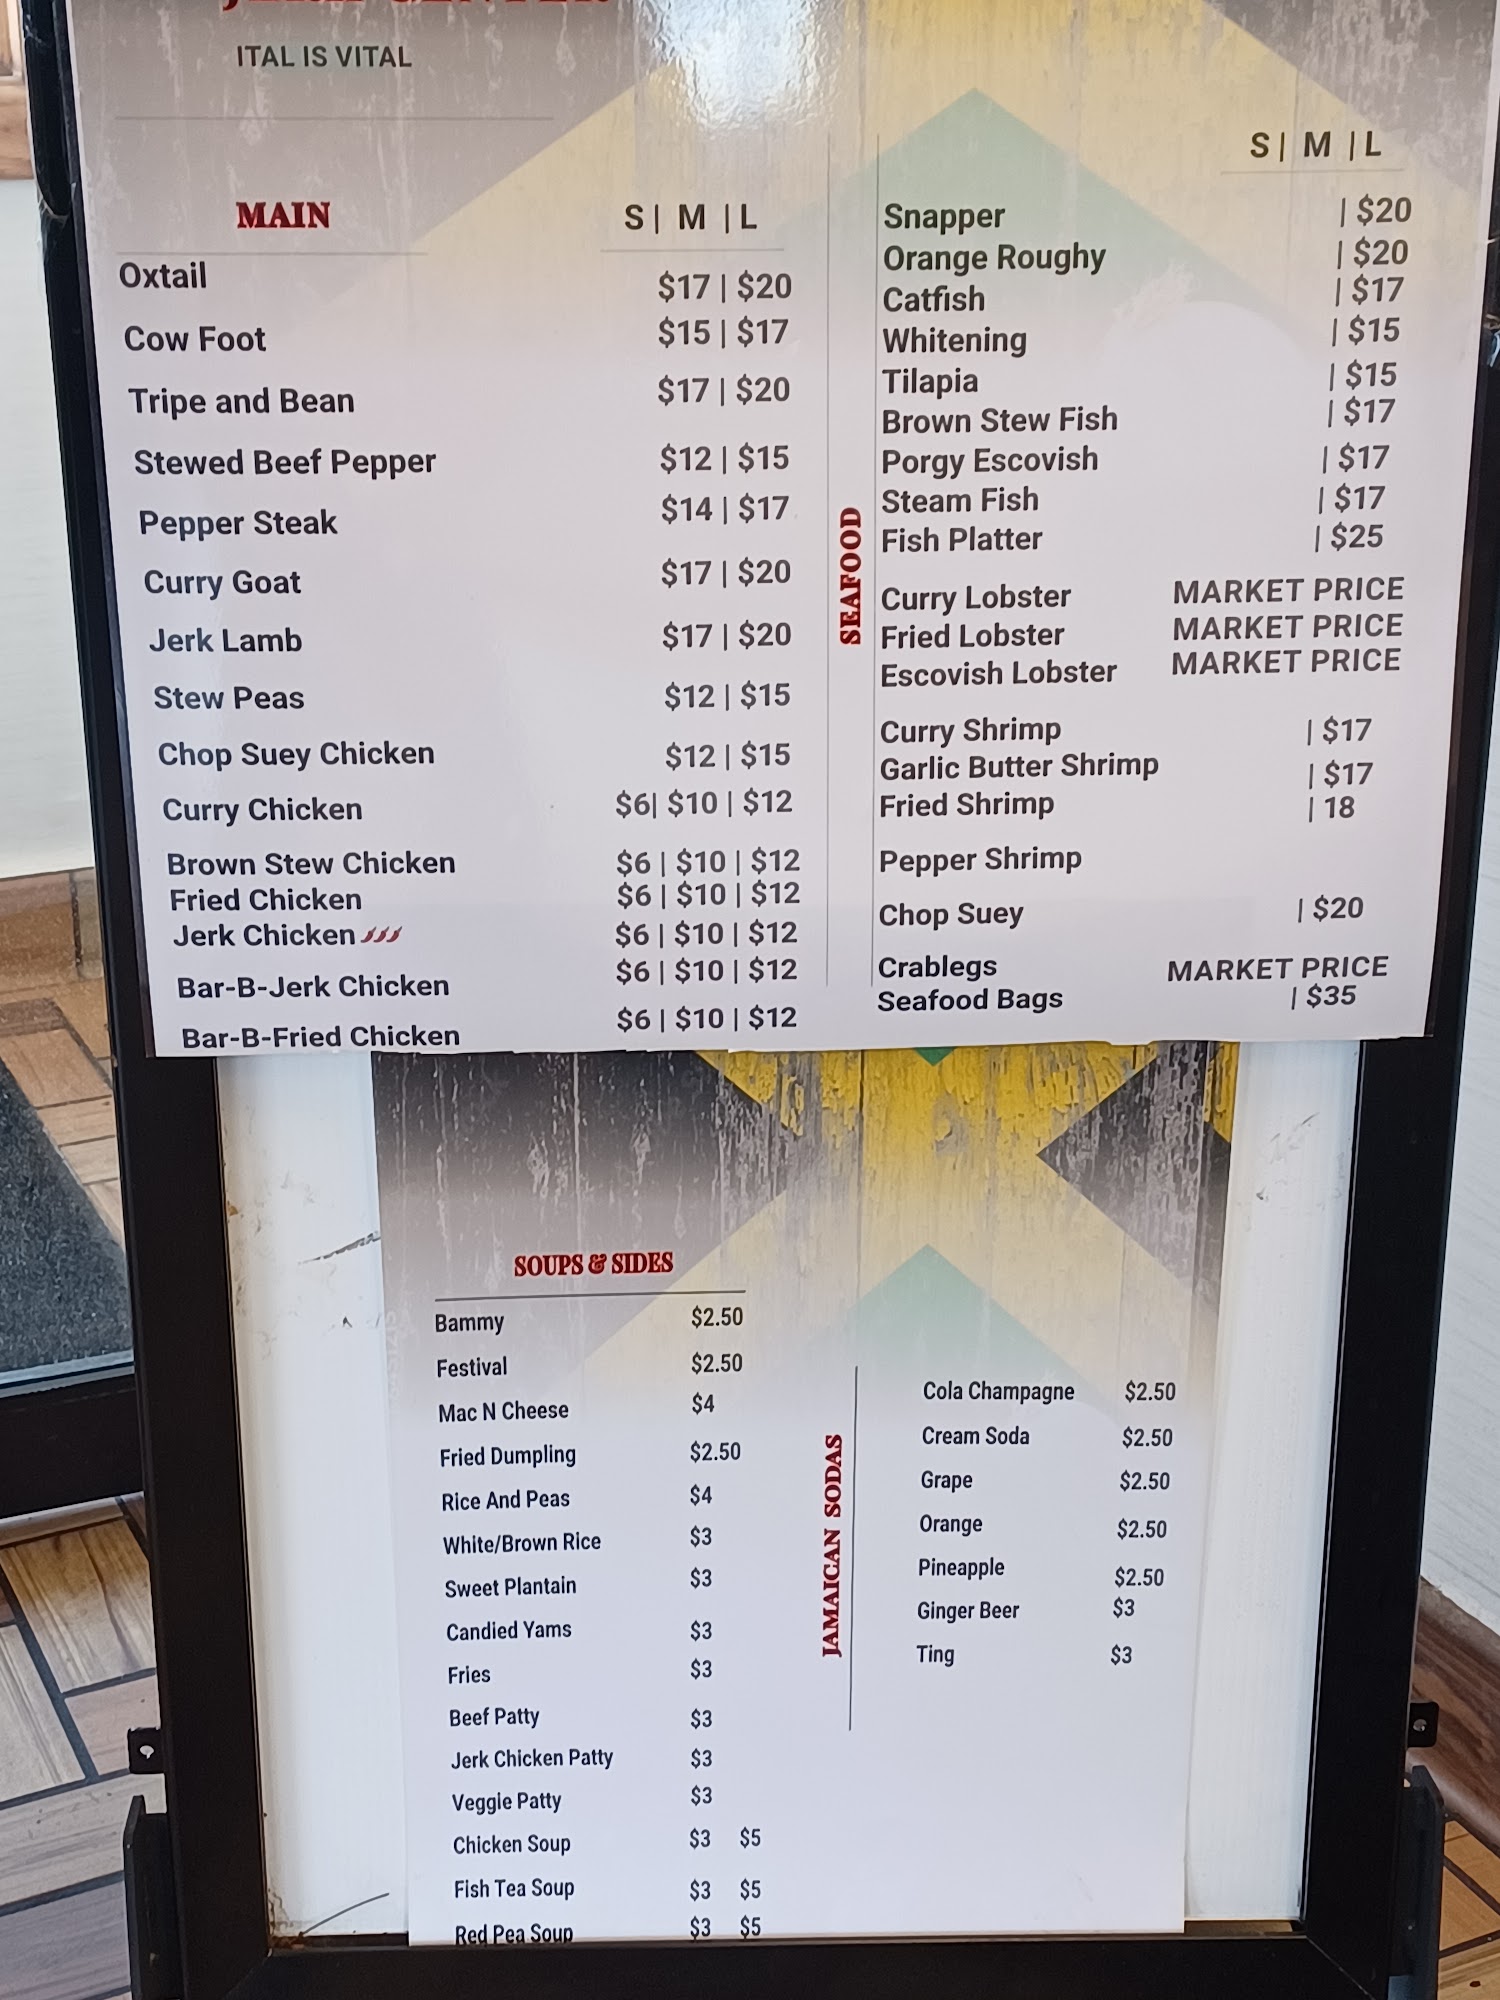 ITAL IS VITAL
MAIN S| M |L
Oxtail $17 | $20
Cow Foot $15 | $17
Tripe and Bean $17 | $20
Stewed Beef Pepper $12 | $15
Pepper Steak $14 | $17
Curry Goat $17 | $20
Jerk Lamb $17 | $20
Stew Peas $12 | $15
Chop Suey Chicken $12 | $15
Curry Chicken $6| $10 | $12
Brown Stew Chicken $6 | $10 | $12
Fried Chicken $6 | $10 | $12
Jerk Chicken $6 | $10 | $12
Bar-B-Jerk Chicken $6 | $10 | $12
Bar-B-Fried Chicken $6 | $10 | $12
SEAFOOD
S| M |L
Snapper | $20
Orange Roughy | $20
Catfish | $17
Whitening | $15
Tilapia | $15
Brown Stew Fish | $17
Porgy Escovish | $17
Steam Fish | $17
Fish Platter | $25
Curry Lobster MARKET PRICE
Fried Lobster MARKET PRICE
Escovish Lobster MARKET PRICE
Curry Shrimp | $17
Garlic Butter Shrimp | $17
Fried Shrimp | 18
Pepper Shrimp
Chop Suey | $20
Crablegs MARKET PRICE
Seafood Bags | $35
SOUPS & SIDES
Bammy $2.50
Festival $2.50
Mac N Cheese $4
Fried Dumpling $2.50
Rice And Peas $4
White/Brown Rice $3
Sweet Plantain $3
Candied Yams $3
Fries $3
Beef Patty $3
Jerk Chicken Patty $3
Veggie Patty $3
Chicken Soup $3 $5
Fish Tea Soup $3 $5
Red Pea Soup $3 $5
JAMAICAN SODAS
Cola Champagne $2.50
Cream Soda $2.50
Grape $2.50
Orange $2.50
Pineapple $2.50
Ginger Beer $3
Ting $3